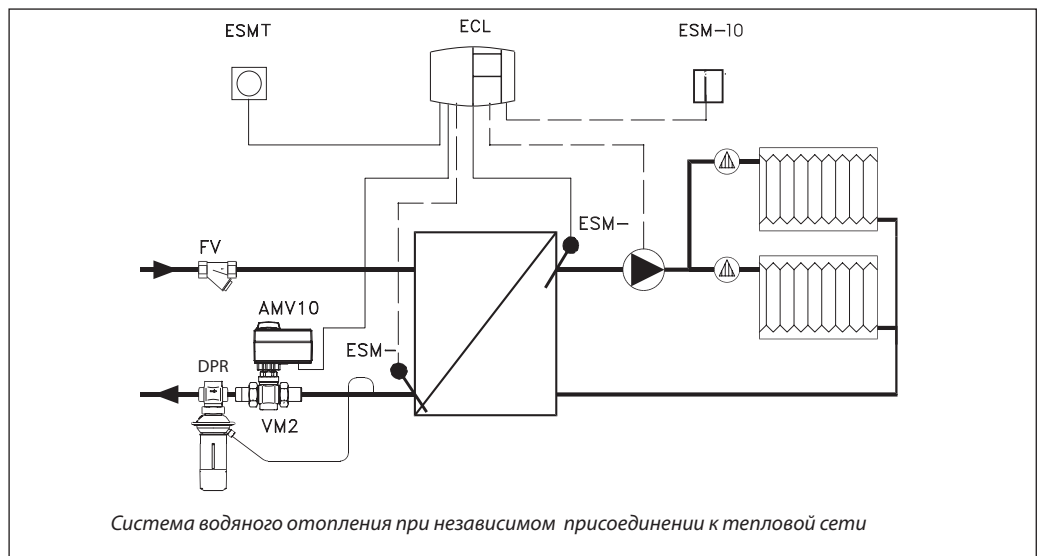 ESMT
ECL
ESM-10
ESM-
FV
AMV10
ESM-
DPR
VM2
Система водяного отопления при независимом присоединении к тепловой сети